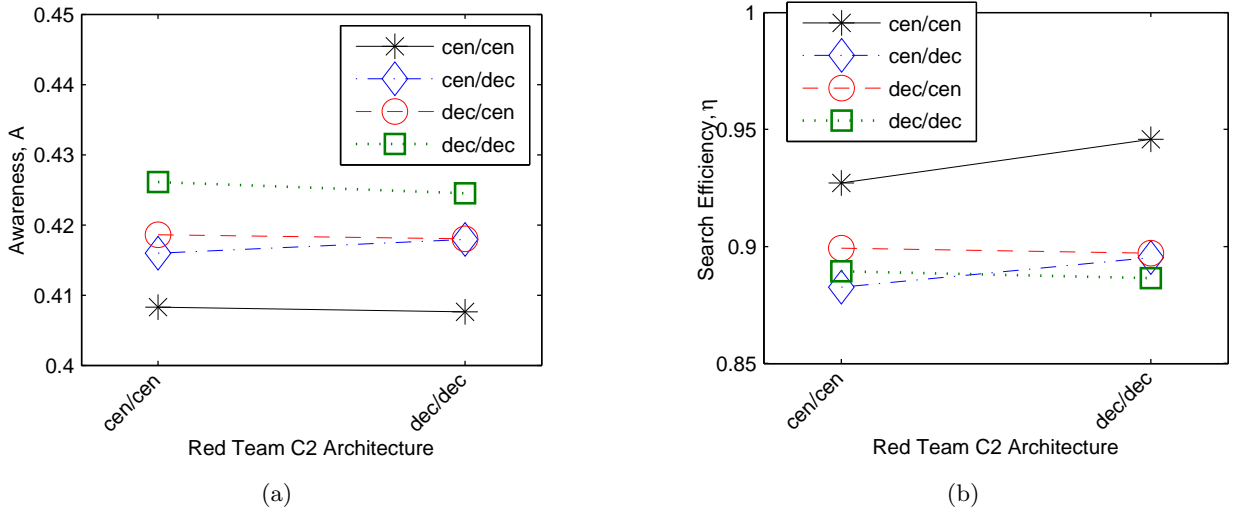 0.45
0.44
0.43
0.42
0.41
0.4
Awareness, A
cen/cen
cen/dec
dec/cen
dec/dec
cen/cen
dec/dec
Red Team C2 Architecture
(a)
1
0.95
0.9
0.85
Search Efficiency, η
cen/cen
cen/dec
dec/cen
dec/dec
cen/cen
dec/dec
Red Team C2 Architecture
(b)